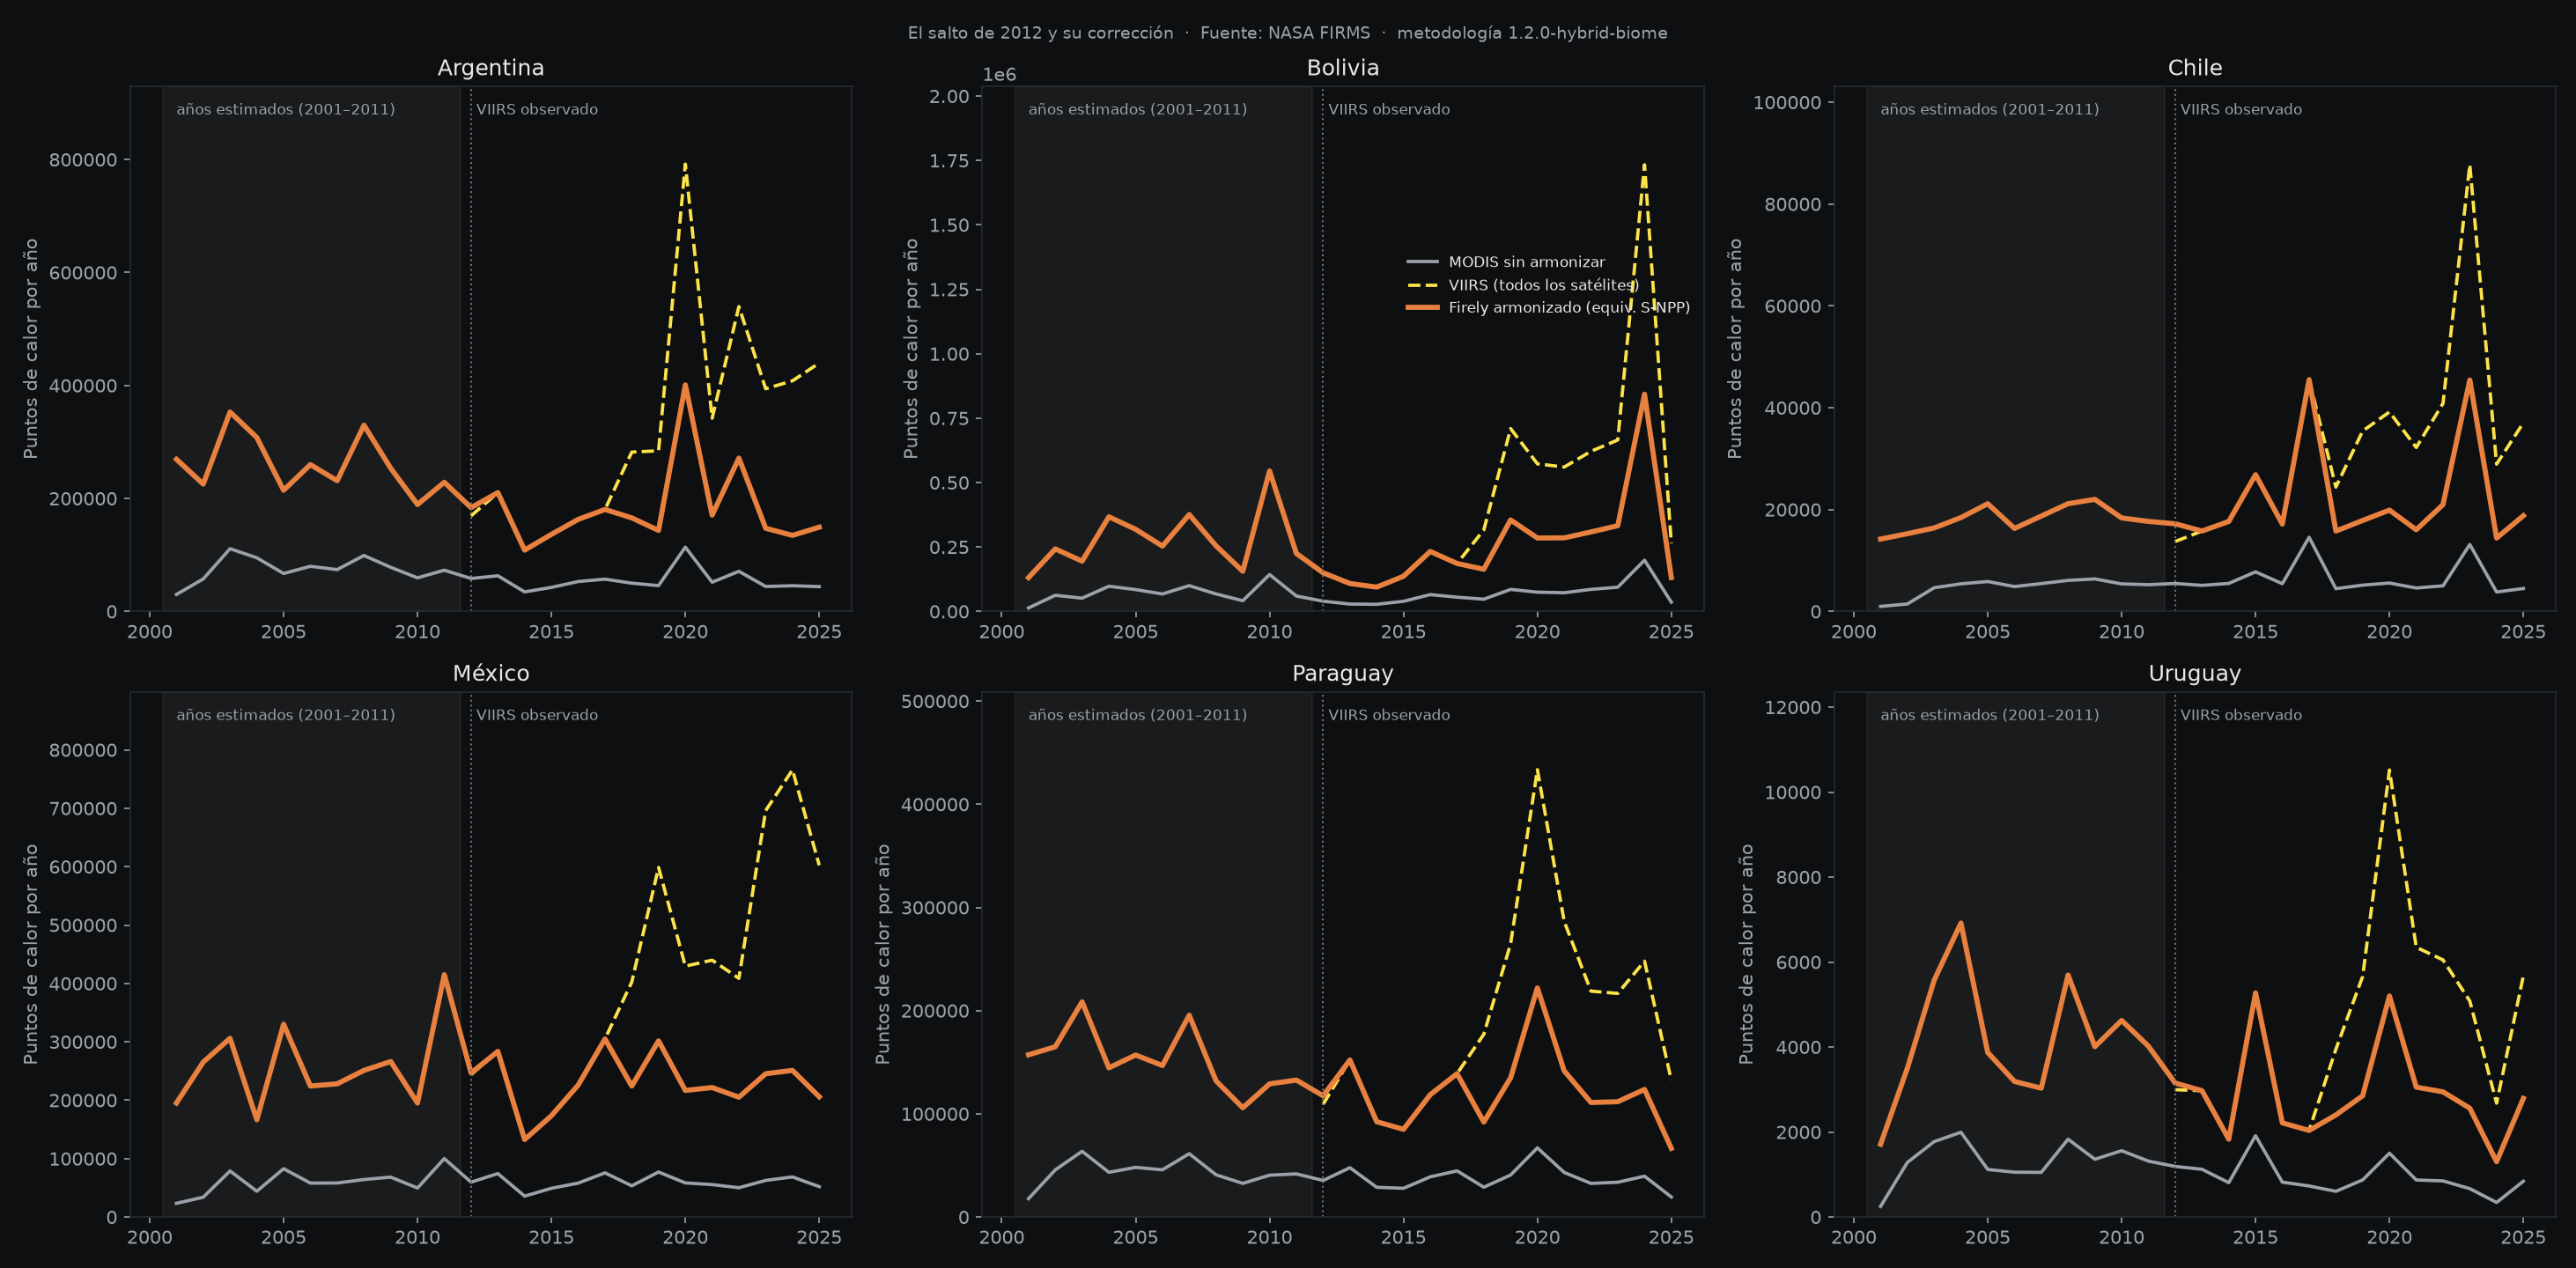 El salto de 2012 y su corrección · Fuente: NASA FIRMS · metodología 1.2.0-hybrid-biome
Argentina
años estimados (2001–2011)
VIIRS observado
Puntos de calor por año
800000
600000
400000
200000
0
2000 2005 2010 2015 2020 2025
Bolivia
1e6
años estimados (2001–2011)
VIIRS observado
Puntos de calor por año
2.00
1.75
1.50
1.25
1.00
0.75
0.50
0.25
0.00
MODIS sin armonizar
VIIRS (todos los satélites)
Firely armonizado (equiv. S-NPP)
2000 2005 2010 2015 2020 2025
Chile
años estimados (2001–2011)
VIIRS observado
Puntos de calor por año
100000
80000
60000
40000
20000
0
2000 2005 2010 2015 2020 2025
México
años estimados (2001–2011)
VIIRS observado
Puntos de calor por año
800000
700000
600000
500000
400000
300000
200000
100000
0
2000 2005 2010 2015 2020 2025
Paraguay
años estimados (2001–2011)
VIIRS observado
Puntos de calor por año
500000
400000
300000
200000
100000
0
2000 2005 2010 2015 2020 2025
Uruguay
años estimados (2001–2011)
VIIRS observado
Puntos de calor por año
12000
10000
8000
6000
4000
2000
0
2000 2005 2010 2015 2020 2025